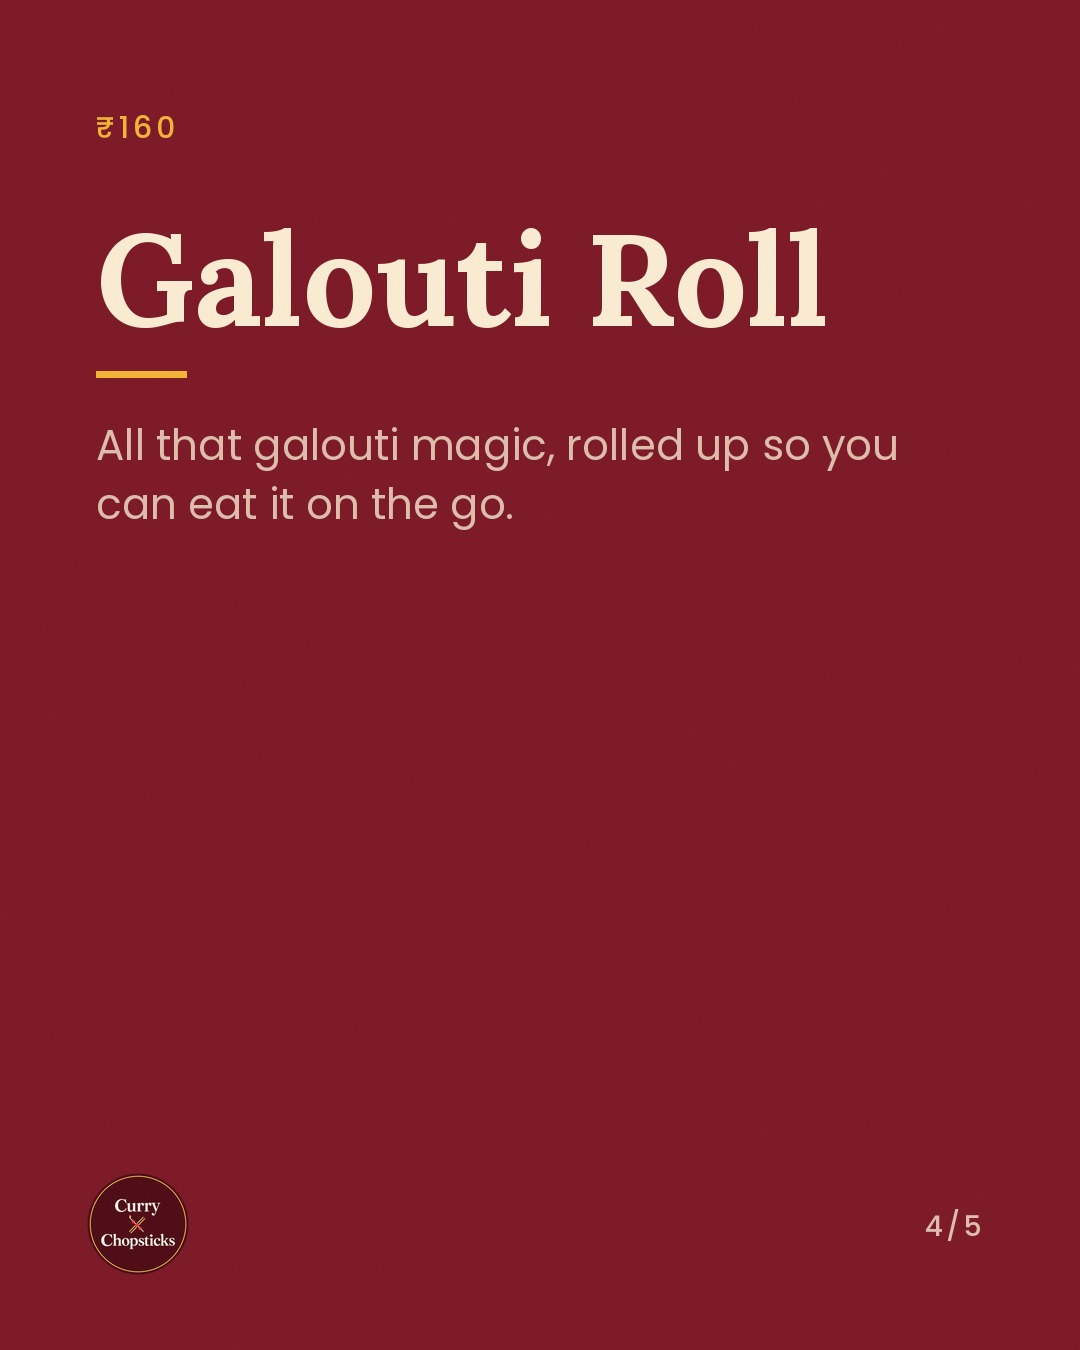 ₹160
Galouti Roll
All that galouti magic, rolled up so you
can eat it on the go.
Curry
Chopsticks
4/5